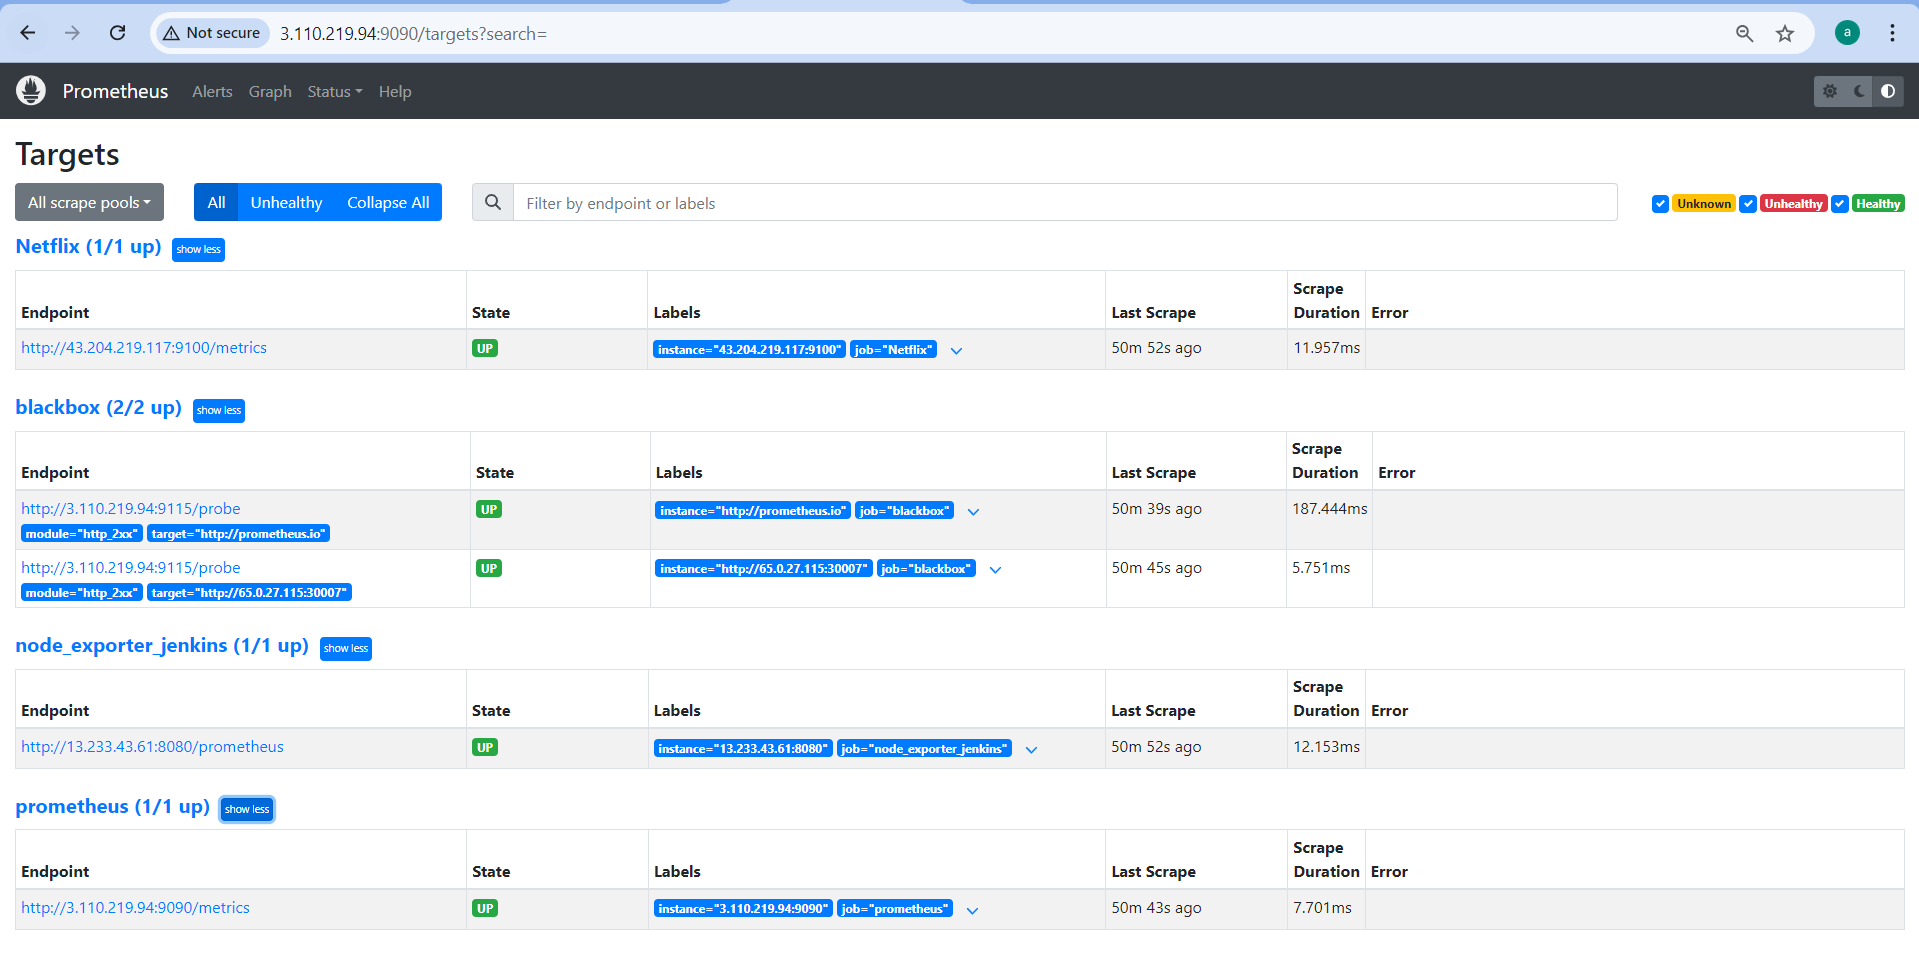 Not secure 3.110.219.94:9090/targets?search= a
Prometheus Alerts Graph Status Help
Targets
All scrape pools All Unhealthy Collapse All Filter by endpoint or labels Unknown Unhealthy Healthy
Netflix (1/1 up) show less
Endpoint State Labels Last Scrape Scrape Duration Error
http://43.204.219.117:9100/metrics UP instance="43.204.219.117:9100" job="Netflix" 50m 52s ago 11.957ms
blackbox (2/2 up) show less
Endpoint State Labels Last Scrape Scrape Duration Error
http://3.110.219.94:9115/probe UP instance="http://prometheus.io" job="blackbox" 50m 39s ago 187.444ms
module="http_2xx" target="http://prometheus.io"
http://3.110.219.94:9115/probe UP instance="http://65.0.27.115:30007" job="blackbox" 50m 45s ago 5.751ms
module="http_2xx" target="http://65.0.27.115:30007"
node_exporter_jenkins (1/1 up) show less
Endpoint State Labels Last Scrape Scrape Duration Error
http://13.233.43.61:8080/prometheus UP instance="13.233.43.61:8080" job="node_exporter_jenkins" 50m 52s ago 12.153ms
prometheus (1/1 up) show less
Endpoint State Labels Last Scrape Scrape Duration Error
http://3.110.219.94:9090/metrics UP instance="3.110.219.94:9090" job="prometheus" 50m 43s ago 7.701ms